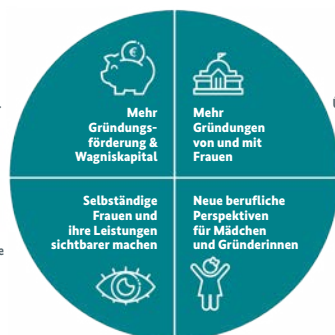 Mehr
Gründungs-
förderung &
Wagniskapital
Mehr
Gründungen
von und mit
Frauen
Selbständige
Frauen und
ihre Leistungen
sichtbarer machen
Neue berufliche
Perspektiven
für Mädchen
und Gründerinnen